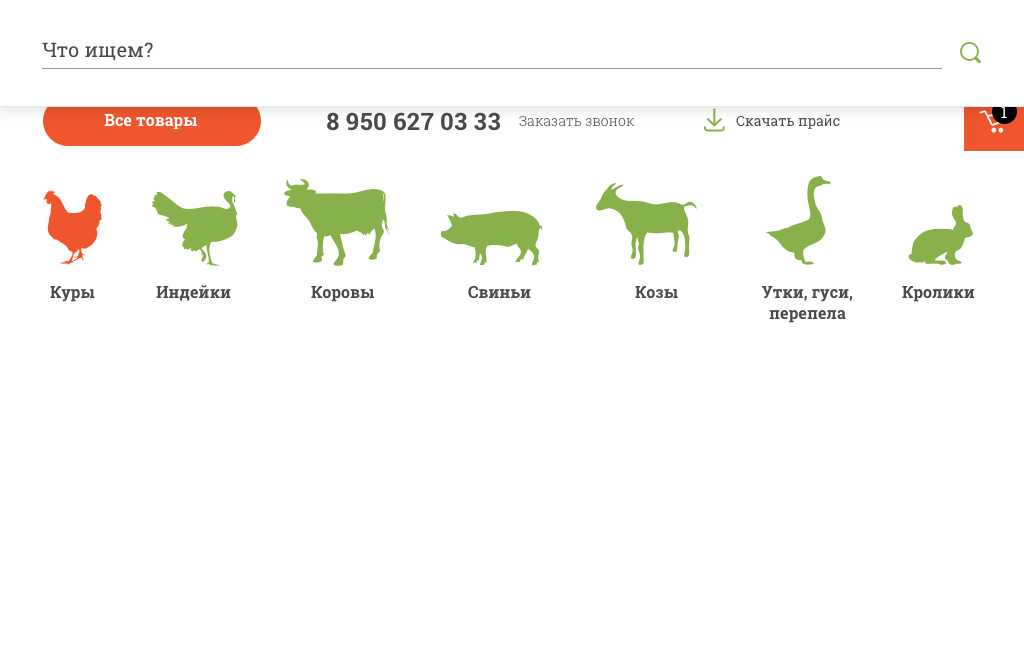 Что ищем?
Все товары
8 950 627 03 33
Заказать звонок
Скачать прайс
1
Куры
Индейки
Коровы
Свиньи
Козы
Утки, гуси,
перепела
Кролики